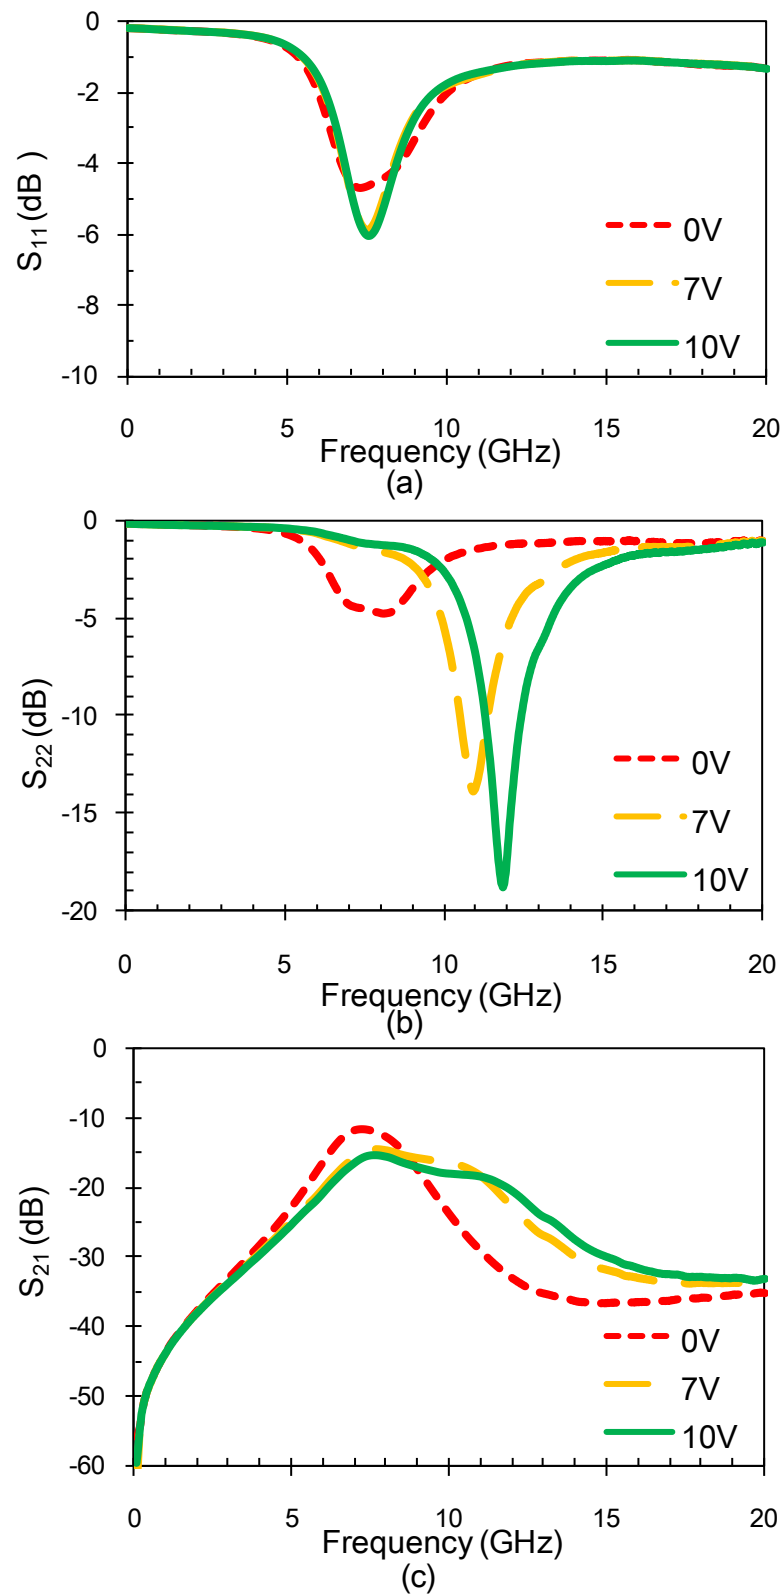 0
-2
-4
-6
-8
-10
S11 (dB )
0V
7V
10V
0 5 10 15 20
Frequency (GHz)
(a)
0
-5
-10
-15
-20
S22 (dB)
0V
7V
10V
0 5 10 15 20
Frequency (GHz)
(b)
0
-10
-20
-30
-40
-50
-60
S21 (dB)
0V
7V
10V
0 5 10 15 20
Frequency (GHz)
(c)